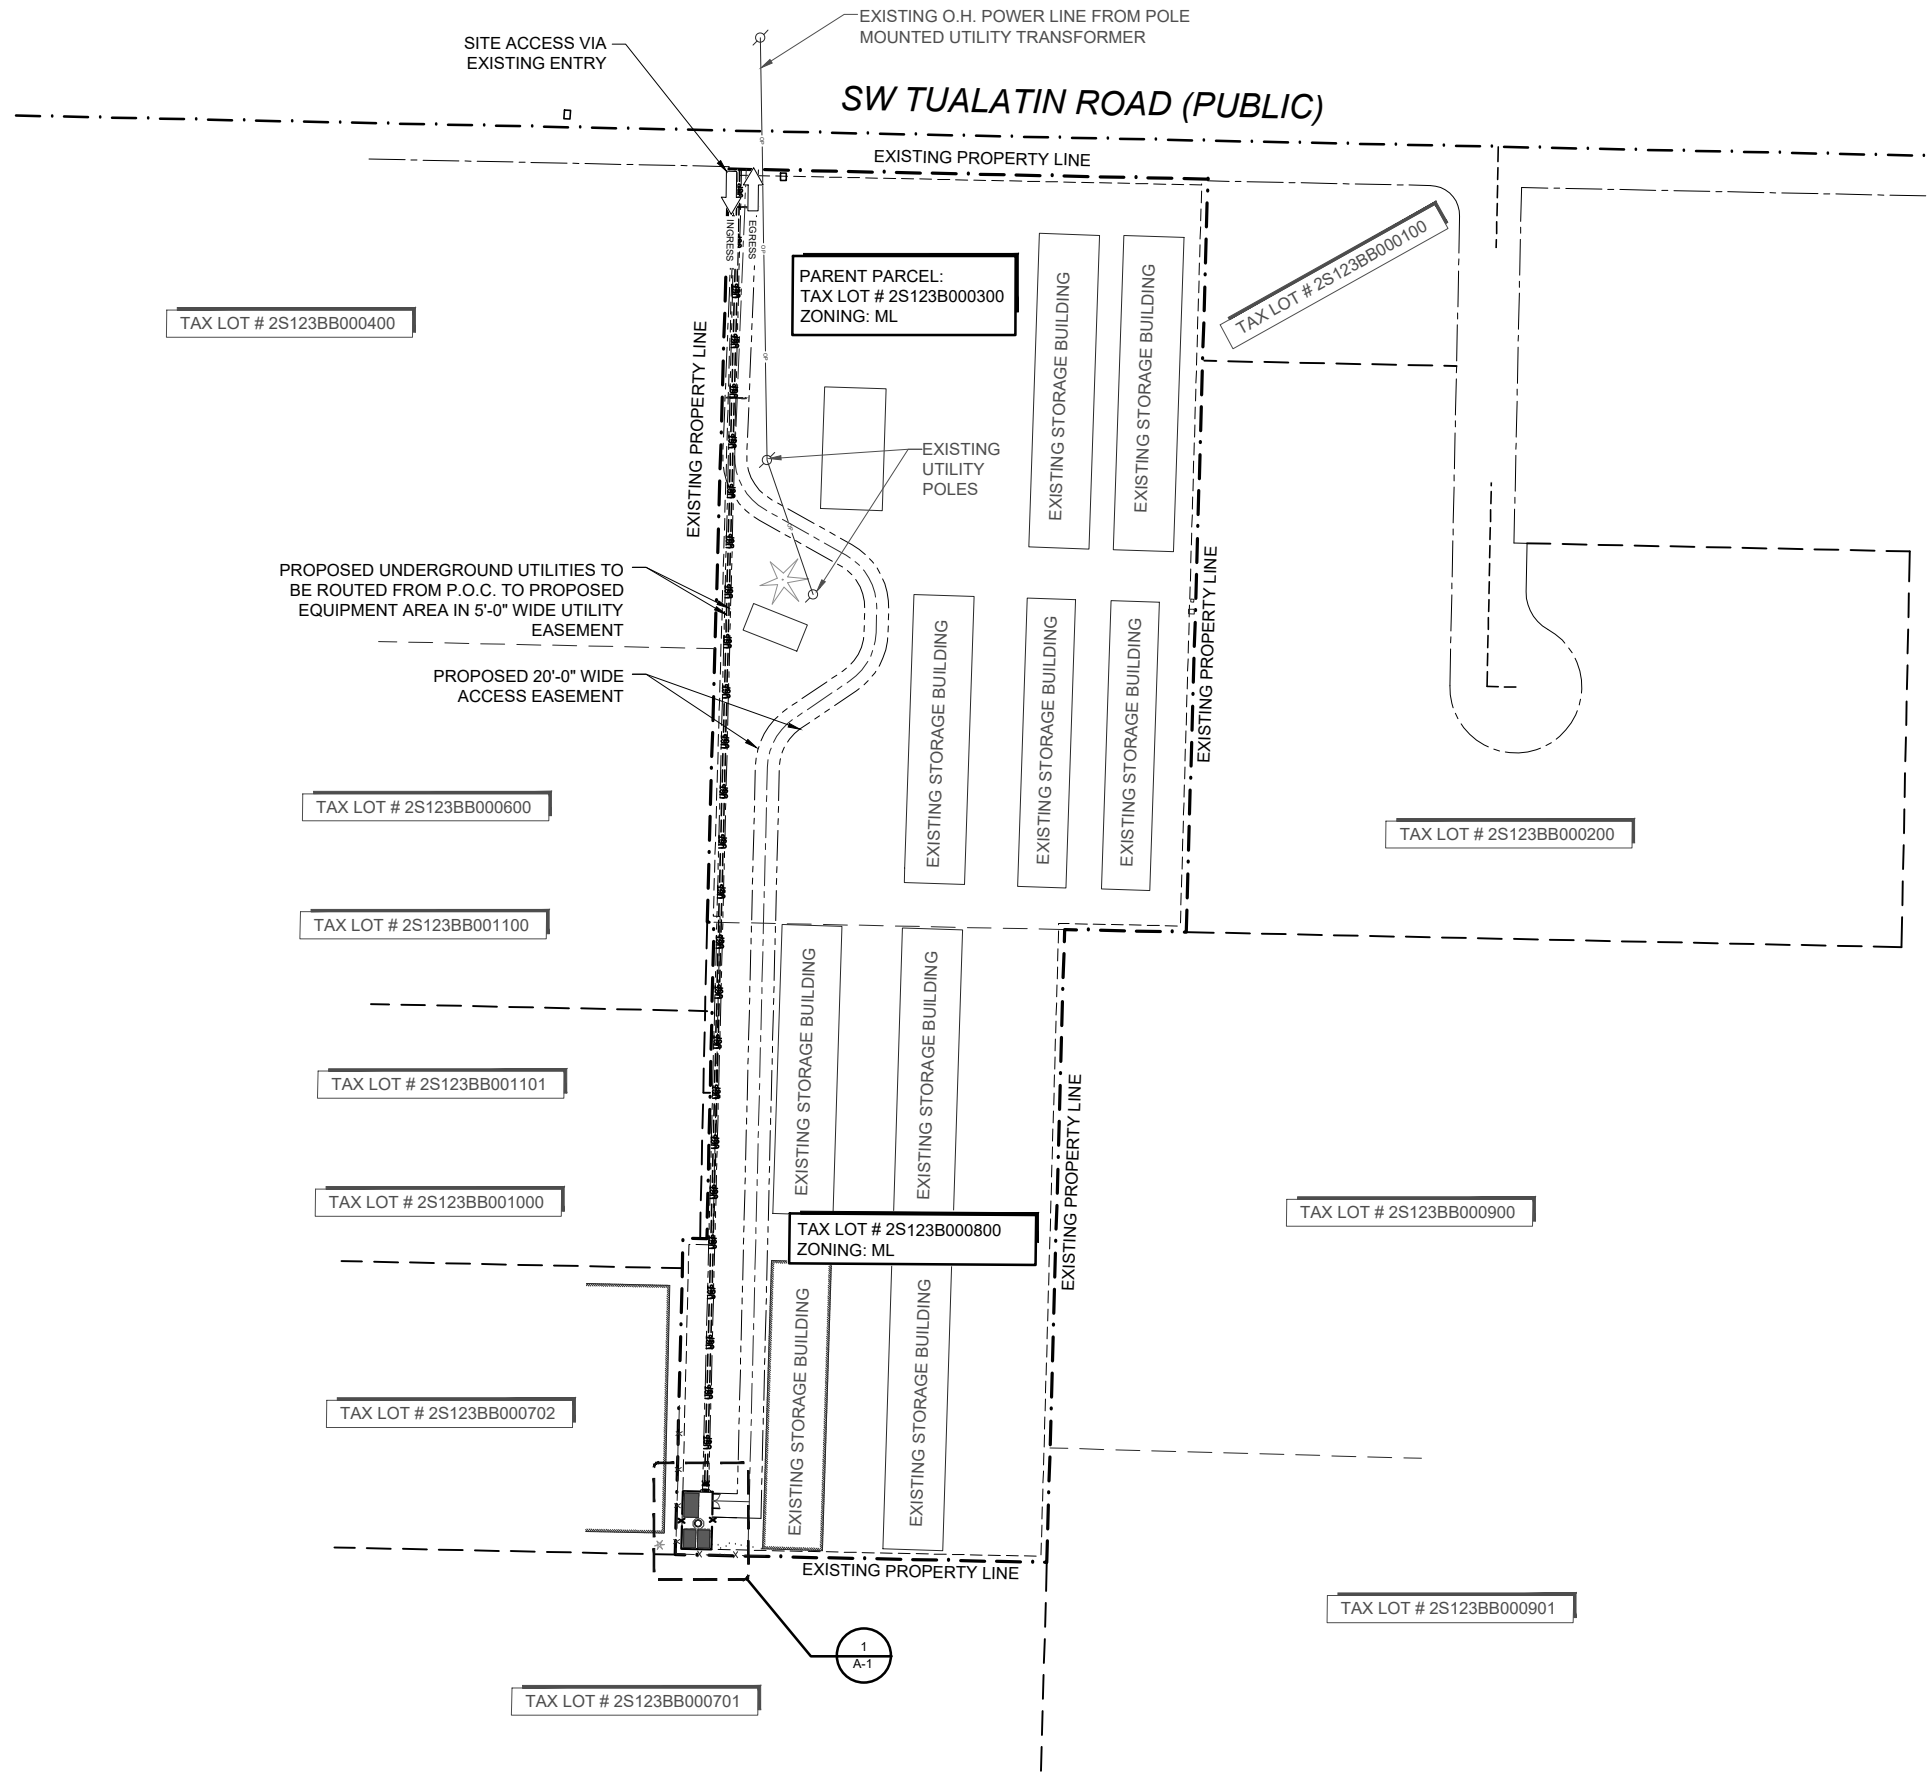 EXISTING O.H. POWER LINE FROM POLE
MOUNTED UTILITY TRANSFORMER
SITE ACCESS VIA
EXISTING ENTRY
SW TUALATIN ROAD (PUBLIC)
EXISTING PROPERTY LINE
INGRESS
EGRESS
TAX LOT # 2S123BB000100
PARENT PARCEL:
TAX LOT # 2S123B000300
ZONING: ML
EXISTING STORAGE BUILDING
EXISTING STORAGE BUILDING
TAX LOT # 2S123BB000400
EXISTING PROPERTY LINE
EXISTING
UTILITY
POLES
PROPOSED UNDERGROUND UTILITIES TO
BE ROUTED FROM P.O.C. TO PROPOSED
EQUIPMENT AREA IN 5'-0" WIDE UTILITY
EASEMENT
EXISTING PROPERTY LINE
PROPOSED 20'-0" WIDE
ACCESS EASEMENT
EXISTING STORAGE BUILDING
EXISTING STORAGE BUILDING
EXISTING STORAGE BUILDING
TAX LOT # 2S123BB000600
TAX LOT # 2S123BB000200
TAX LOT # 2S123BB001100
EXISTING STORAGE BUILDING
EXISTING STORAGE BUILDING
TAX LOT # 2S123BB001101
EXISTING PROPERTY LINE
TAX LOT # 2S123BB001000
TAX LOT # 2S123BB000900
TAX LOT # 2S123B000800
ZONING: ML
EXISTING STORAGE BUILDING
EXISTING STORAGE BUILDING
TAX LOT # 2S123BB000702
EXISTING PROPERTY LINE
TAX LOT # 2S123BB000901
1
A-1
TAX LOT # 2S123BB000701